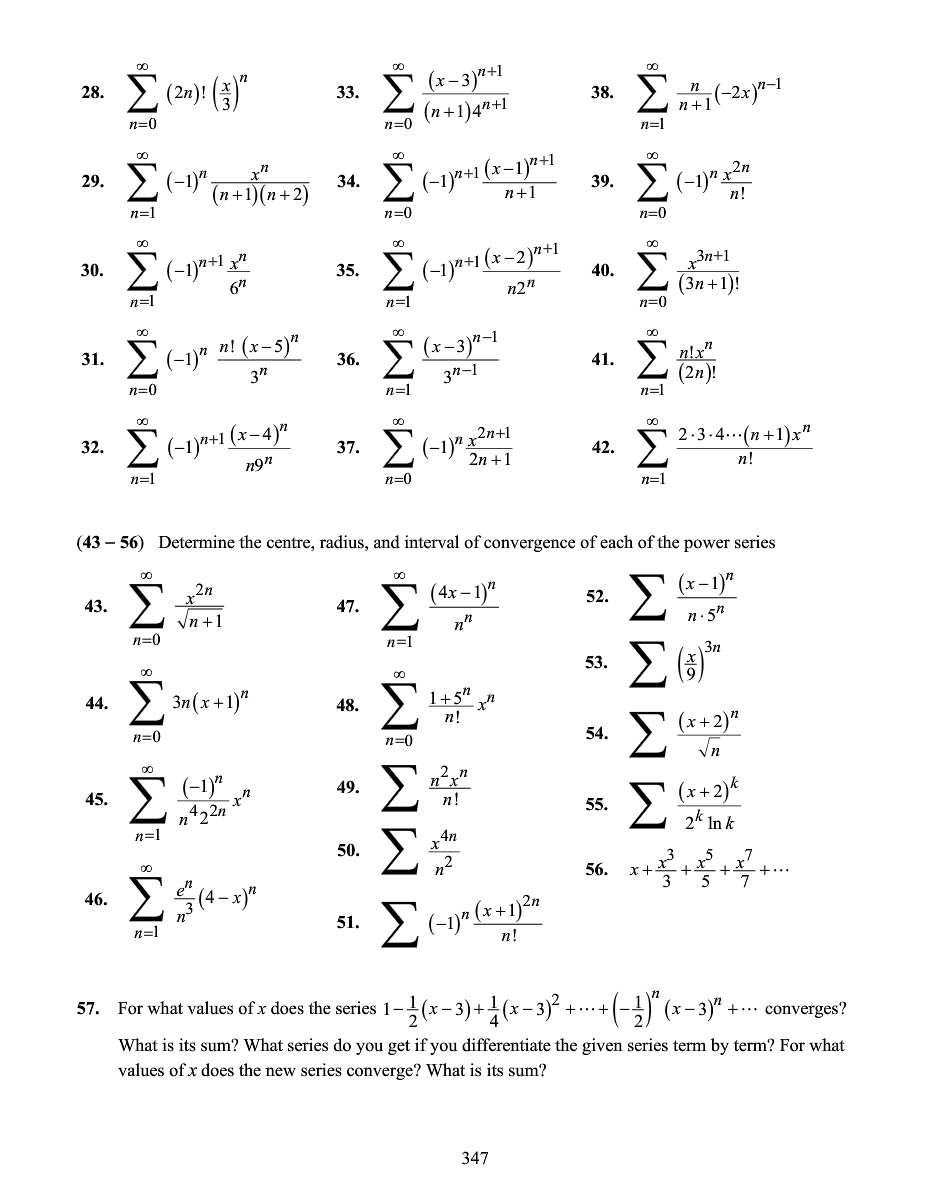 28. $\sum_{n=0}^{\infty} (2n)! \left(\frac{x}{3}\right)^n$
29. $\sum_{n=1}^{\infty} (-1)^n \frac{x^n}{(n+1)(n+2)}$
30. $\sum_{n=1}^{\infty} (-1)^{n+1} \frac{x^n}{6^n}$
31. $\sum_{n=0}^{\infty} (-1)^n \frac{n!\,(x-5)^n}{3^n}$
32. $\sum_{n=1}^{\infty} (-1)^{n+1} \frac{(x-4)^n}{n9^n}$
33. $\sum_{n=0}^{\infty} \frac{(x-3)^{n+1}}{(n+1)4^{n+1}}$
34. $\sum_{n=0}^{\infty} (-1)^{n+1} \frac{(x-1)^{n+1}}{n+1}$
35. $\sum_{n=1}^{\infty} (-1)^{n+1} \frac{(x-2)^{n+1}}{n2^n}$
36. $\sum_{n=1}^{\infty} \frac{(x-3)^{n-1}}{3^{n-1}}$
37. $\sum_{n=0}^{\infty} (-1)^n \frac{x^{2n+1}}{2n+1}$
38. $\sum_{n=1}^{\infty} \frac{n}{n+1}(-2x)^{n-1}$
39. $\sum_{n=0}^{\infty} (-1)^n \frac{x^{2n}}{n!}$
40. $\sum_{n=0}^{\infty} \frac{x^{3n+1}}{(3n+1)!}$
41. $\sum_{n=1}^{\infty} \frac{n!x^n}{(2n)!}$
42. $\sum_{n=1}^{\infty} \frac{2\cdot3\cdot4\cdots(n+1)x^n}{n!}$
(43 – 56) Determine the centre, radius, and interval of convergence of each of the power series
43. $\sum_{n=0}^{\infty} \frac{x^{2n}}{\sqrt{n+1}}$
44. $\sum_{n=0}^{\infty} 3n(x+1)^n$
45. $\sum_{n=1}^{\infty} \frac{(-1)^n}{n^4 2^{2n}} x^n$
46. $\sum_{n=1}^{\infty} \frac{e^n}{n^3}(4-x)^n$
47. $\sum_{n=1}^{\infty} \frac{(4x-1)^n}{n^n}$
48. $\sum_{n=0}^{\infty} \frac{1+5^n}{n!} x^n$
49. $\sum \frac{n^2 x^n}{n!}$
50. $\sum \frac{x^{4n}}{n^2}$
51. $\sum (-1)^n \frac{(x+1)^{2n}}{n!}$
52. $\sum \frac{(x-1)^n}{n\cdot5^n}$
53. $\sum \left(\frac{x}{9}\right)^{3n}$
54. $\sum \frac{(x+2)^n}{\sqrt{n}}$
55. $\sum \frac{(x+2)^k}{2^k \ln k}$
56. $x+\frac{x^3}{3}+\frac{x^5}{5}+\frac{x^7}{7}+\cdots$
57. For what values of x does the series $1-\frac{1}{2}(x-3)+\frac{1}{4}(x-3)^2+\cdots+\left(-\frac{1}{2}\right)^n(x-3)^n+\cdots$ converges?
What is its sum? What series do you get if you differentiate the given series term by term? For what
values of x does the new series converge? What is its sum?
347